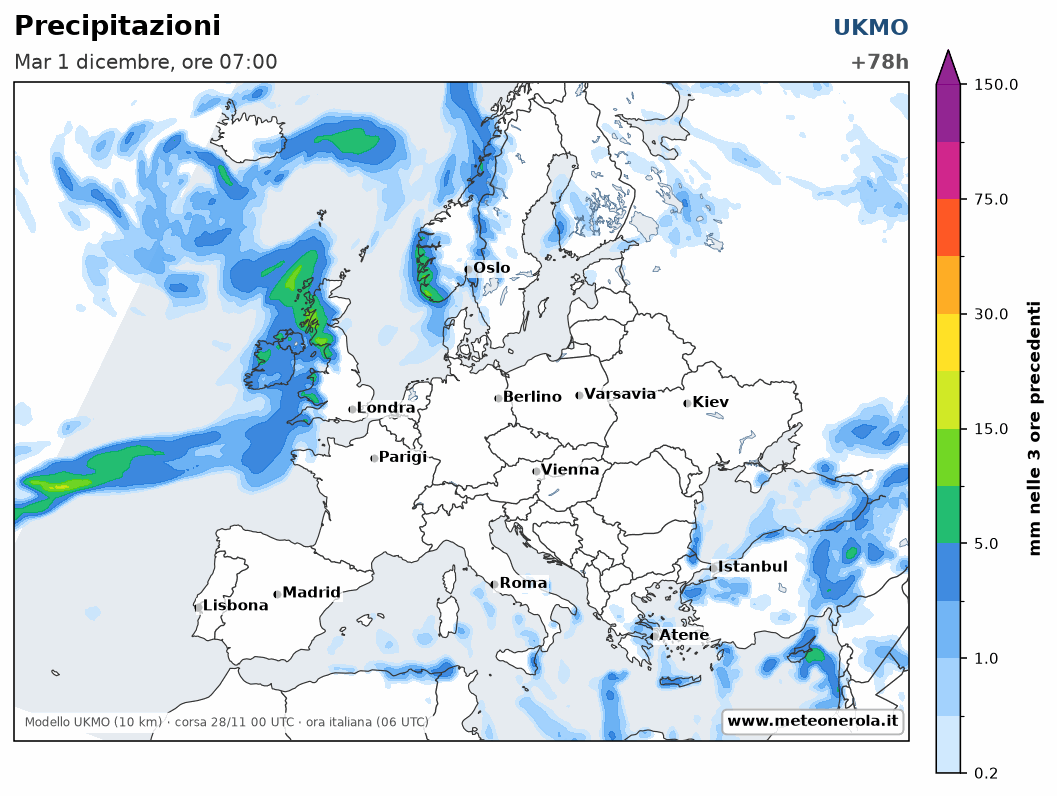 Precipitazioni
UKMO
Mar 1 dicembre, ore 07:00
+78h
150.0
75.0
30.0
15.0
5.0
1.0
0.2
mm nelle 3 ore precedenti
Oslo
Berlino
Varsavia
Kiev
Londra
Parigi
Vienna
Istanbul
Roma
Madrid
Lisbona
Atene
Modello UKMO (10 km) · corsa 28/11 00 UTC · ora italiana (06 UTC)
www.meteonerola.it